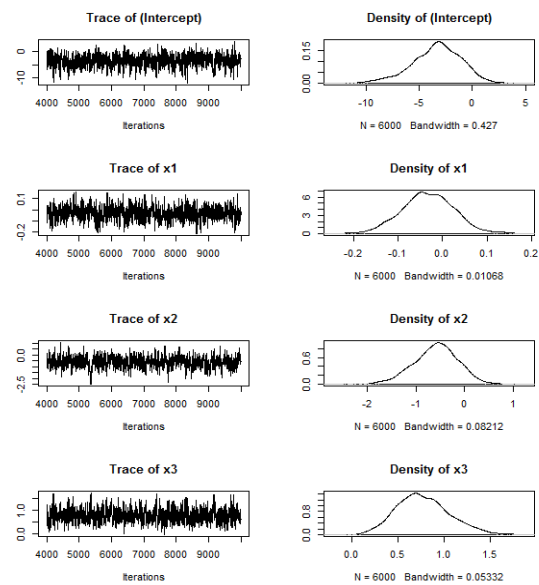 Trace of (Intercept)
Density of (Intercept)
0
-10
4000 5000 6000 7000 8000 9000
Iterations
0.15
0.00
-10 -5 0 5
N = 6000 Bandwidth = 0.427
Trace of x1
Density of x1
0.1
-0.2
4000 5000 6000 7000 8000 9000
Iterations
6
3
0
-0.2 -0.1 0.0 0.1 0.2
N = 6000 Bandwidth = 0.01068
Trace of x2
Density of x2
0.0
-2.5
4000 5000 6000 7000 8000 9000
Iterations
0.6
0.0
-2 -1 0 1
N = 6000 Bandwidth = 0.08212
Trace of x3
Density of x3
1.0
0.0
4000 5000 6000 7000 8000 9000
Iterations
0.8
0.0
0.0 0.5 1.0 1.5
N = 6000 Bandwidth = 0.05332